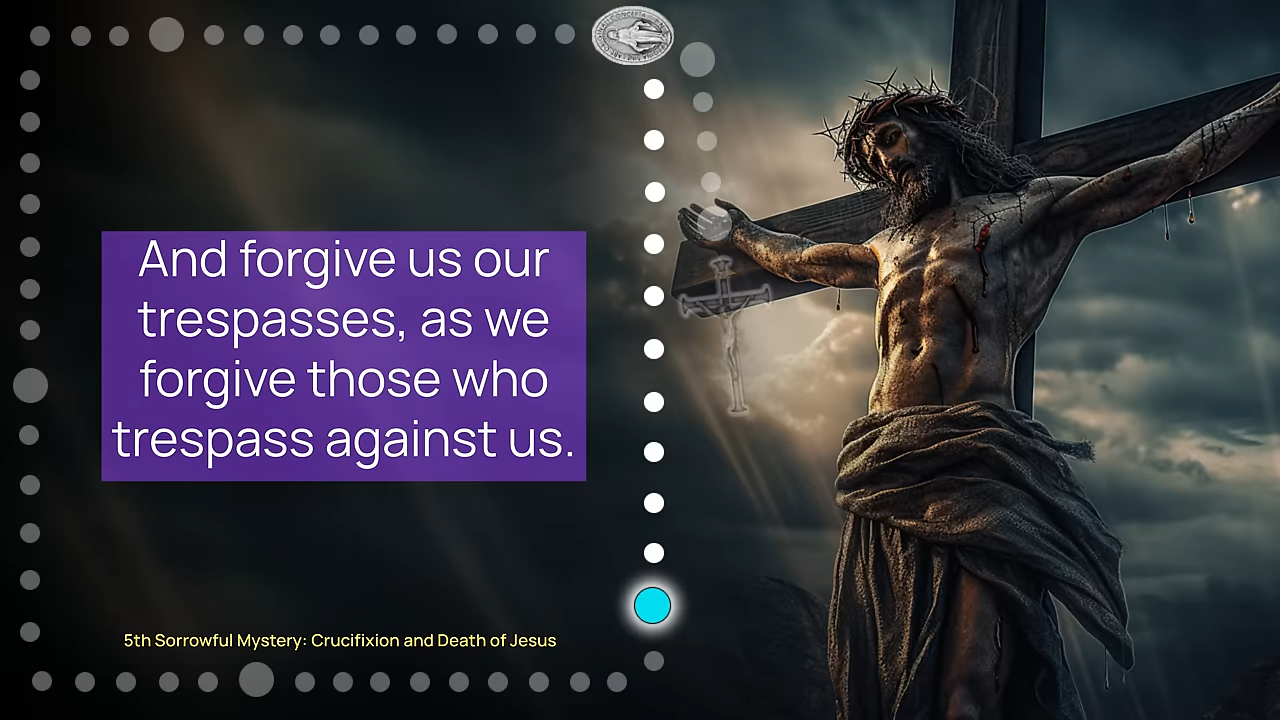 And forgive us our
trespasses, as we
forgive those who
trespass against us.
5th Sorrowful Mystery: Crucifixion and Death of Jesus